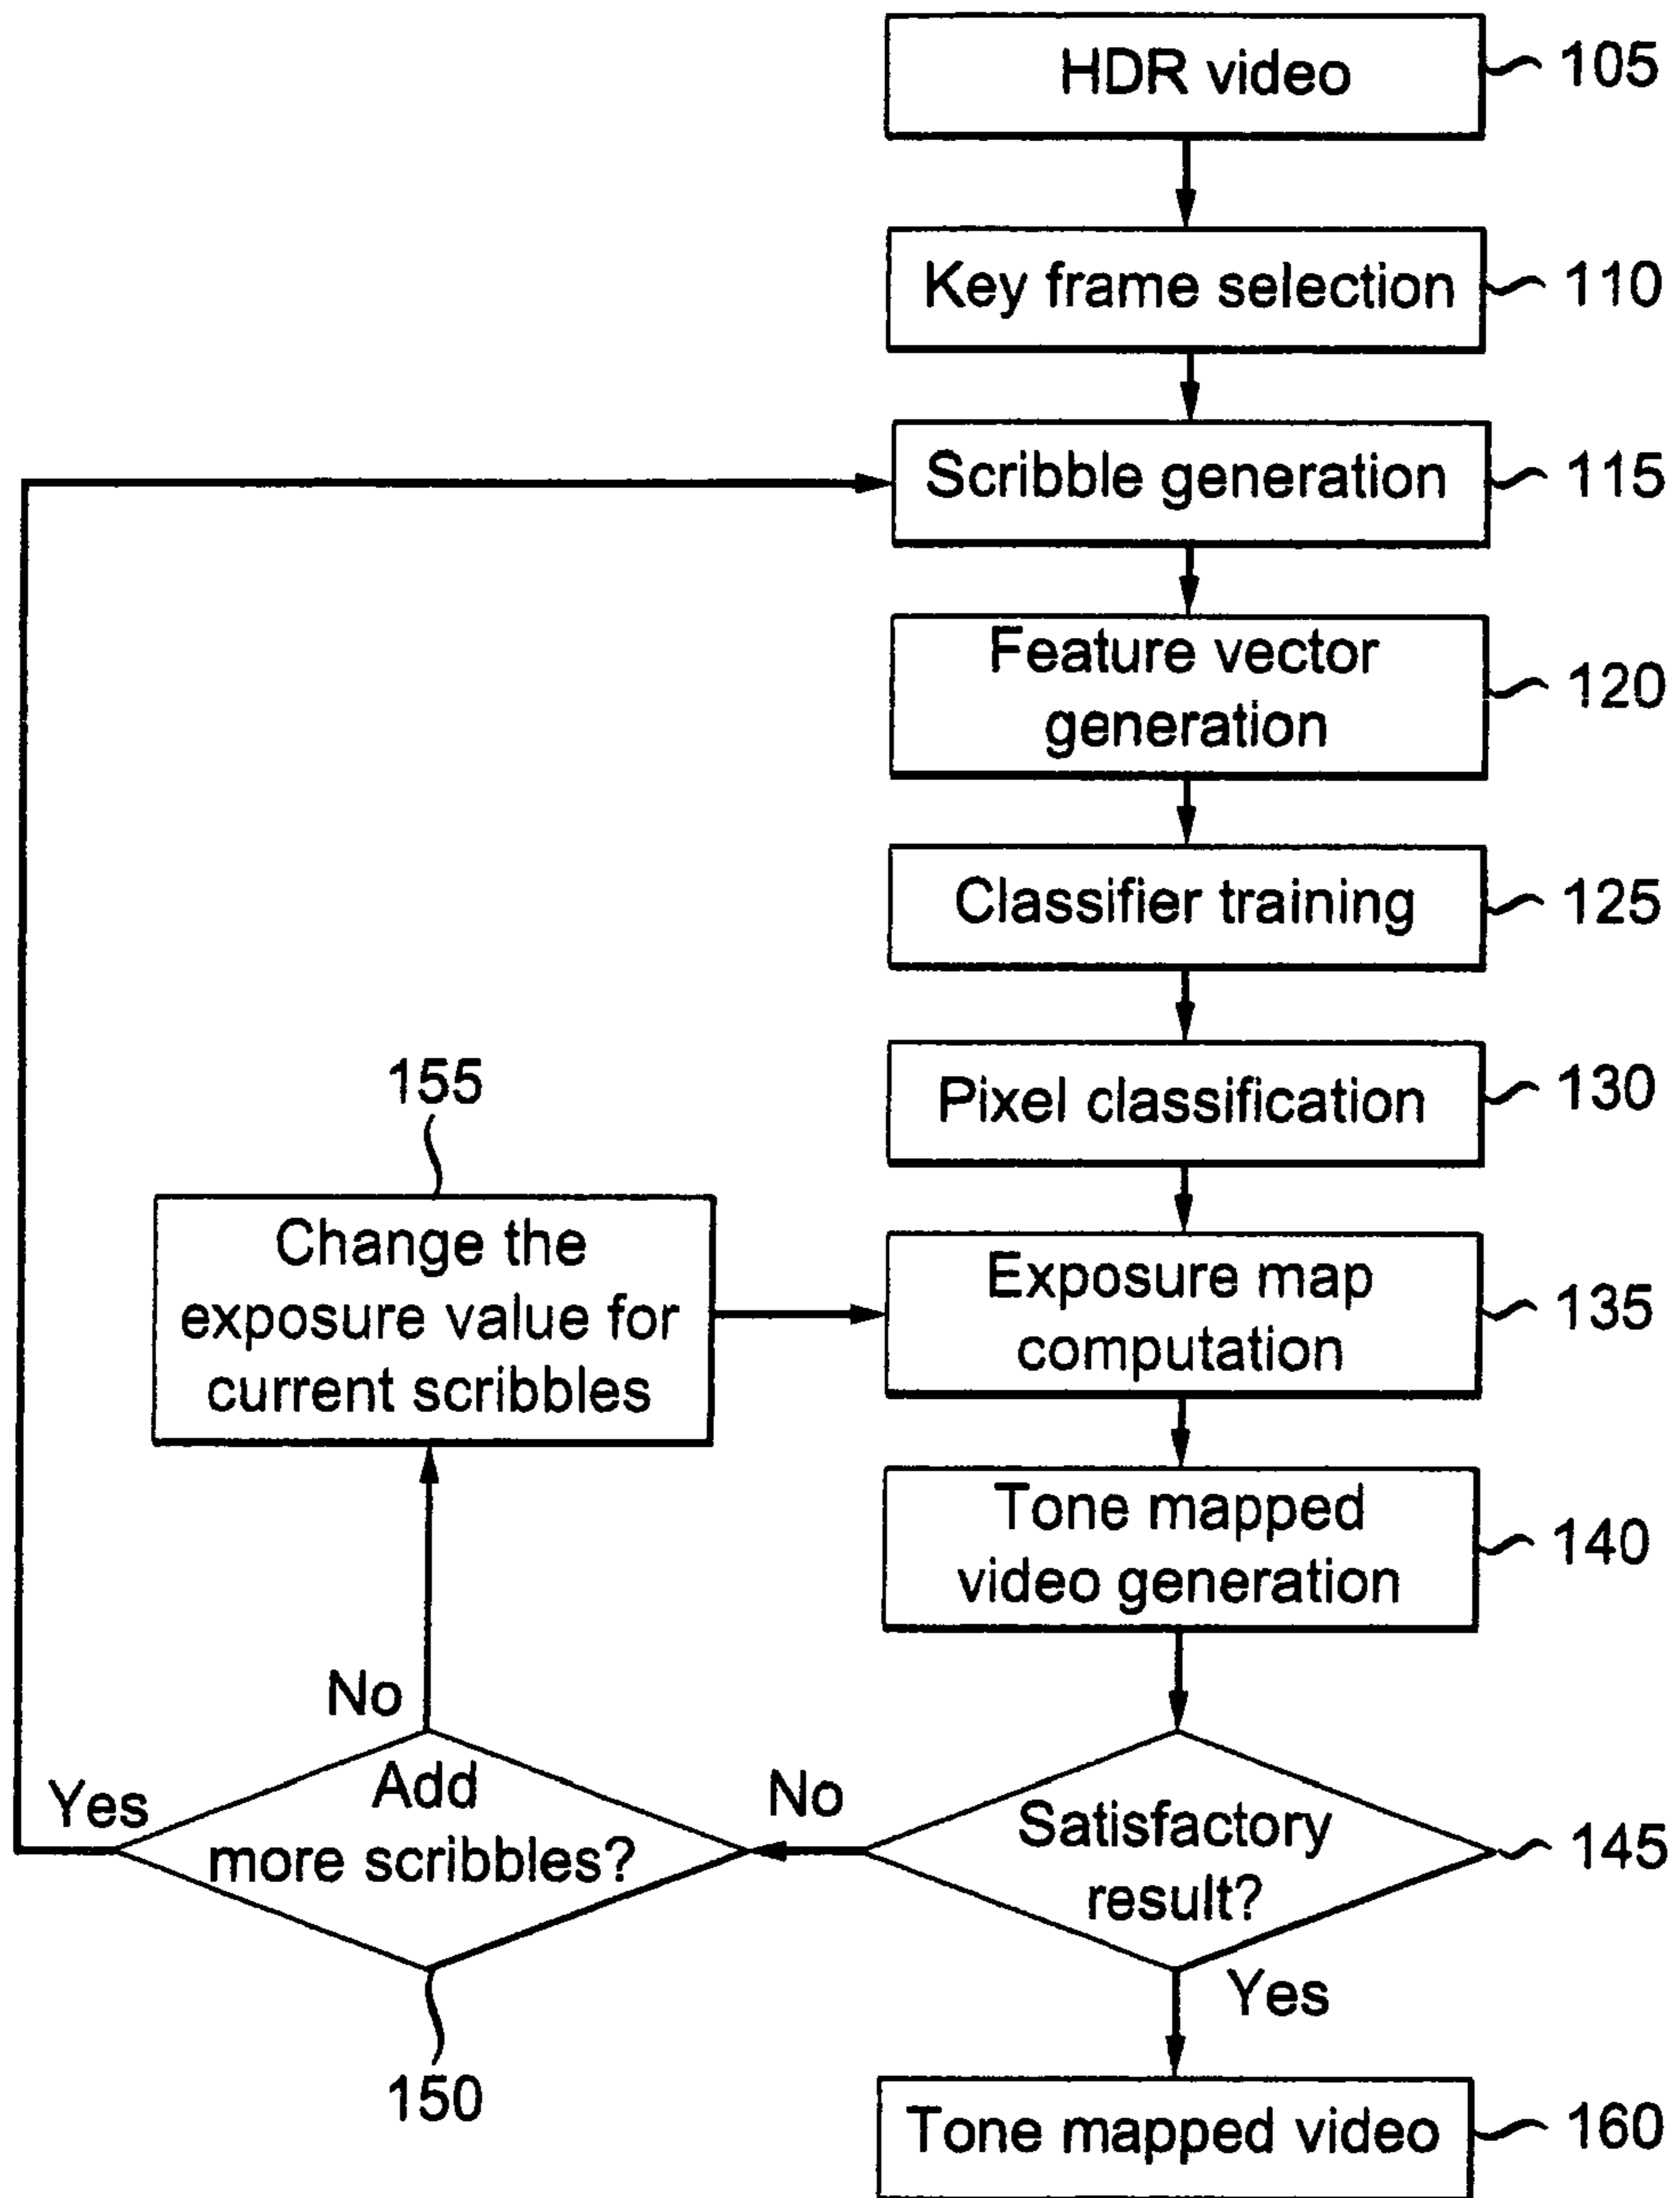 HDR video
105
Key frame selection
110
Scribble generation
115
Feature vector
generation
120
Classifier training
125
Pixel classification
130
155
Change the
exposure value for
current scribbles
Exposure map
computation
135
Tone mapped
video generation
140
No
Yes
Add
more scribbles?
No
Satisfactory
result?
145
Yes
150
Tone mapped video
160